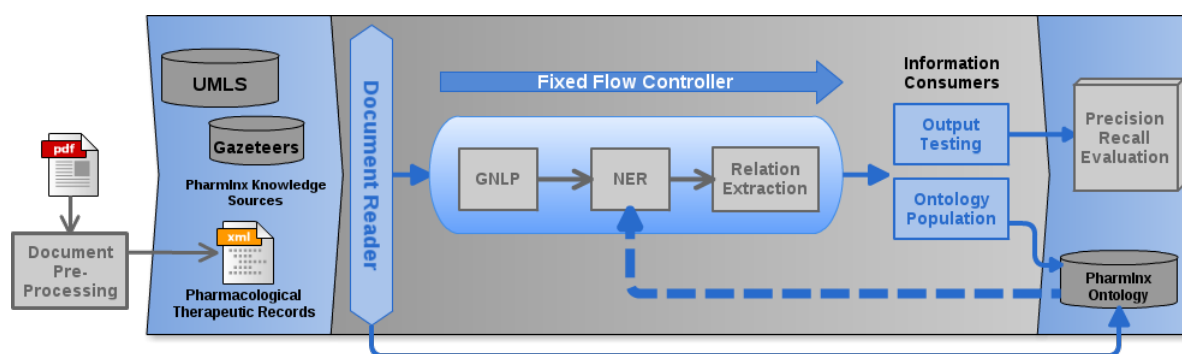 pdf
Document
Pre-
Processing
UMLS
Gazeteers
PharmInx Knowledge
Sources
xml
Pharmacological
Therapeutic Records
Document Reader
Fixed Flow Controller
GNLP
NER
Relation
Extraction
Information
Consumers
Output
Testing
Ontology
Population
Precision
Recall
Evaluation
PharmInx
Ontology